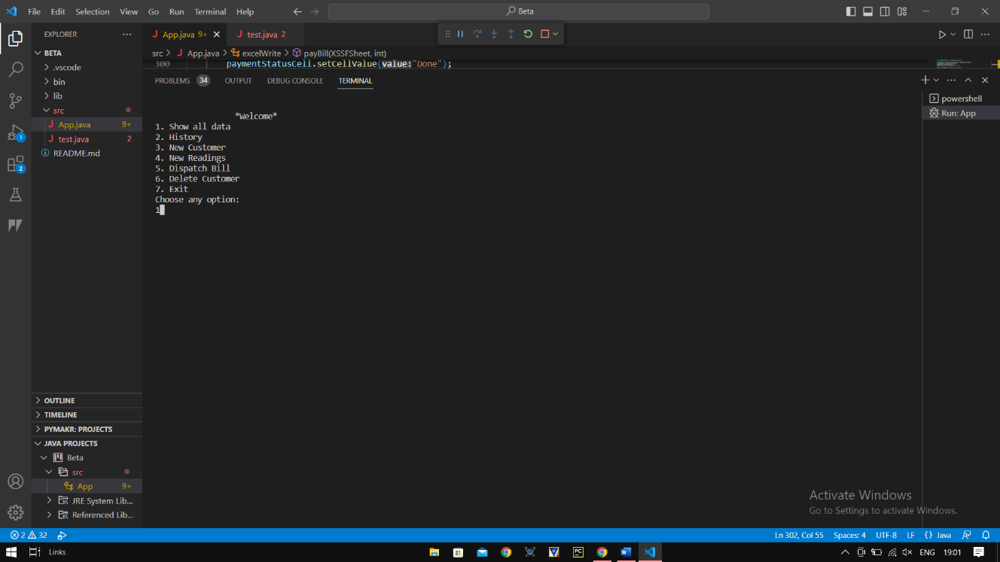 File Edit Selection View Go Run Terminal Help
Beta
EXPLORER
BETA
.vscode
bin
lib
src
App.java 9+
test.java 2
README.md
OUTLINE
TIMELINE
PYMAKR: PROJECTS
JAVA PROJECTS
Beta
src
App 9+
JRE System Lib...
Referenced Lib...
1
2
App.java 9+ test.java 2
src > App.java > excelWrite > payBill(XSSFSheet, int)
300 paymentStatusCell.setCellValue(value:"Done");
PROBLEMS 34 OUTPUT DEBUG CONSOLE TERMINAL
powershell
Run: App
*Welcome*
1. Show all data
2. History
3. New Customer
4. New Readings
5. Dispatch Bill
6. Delete Customer
7. Exit
Choose any option:
1
Activate Windows
Go to Settings to activate Windows.
2 32 Ln 302, Col 55 Spaces: 4 UTF-8 LF {} Java
Links PC W ENG 19:01